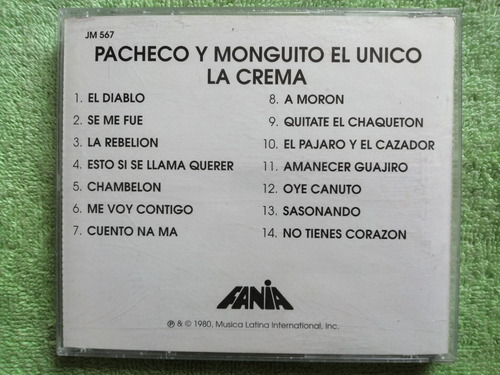 JM 567
PACHECO Y MONGUITO EL UNICO
LA CREMA
1. EL DIABLO
2. SE ME FUE
3. LA REBELION
4. ESTO SI SE LLAMA QUERER
5. CHAMBELON
6. ME VOY CONTIGO
7. CUENTO NA MA
8. A MORON
9. QUITATE EL CHAQUETON
10. EL PAJARO Y EL CAZADOR
11. AMANECER GUAJIRO
12. OYE CANUTO
13. SASONANDO
14. NO TIENES CORAZON
FANIA
℗ & © 1980, Musica Latina International, Inc.